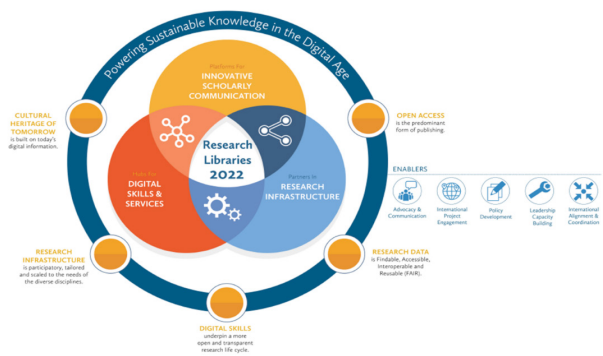 Powering Sustainable Knowledge in the Digital Age
Platforms for
INNOVATIVE
SCHOLARLY
COMMUNICATION
CULTURAL
HERITAGE OF
TOMORROW
is built on today's
digital information.
OPEN ACCESS
is the predominant
form of publishing.
Research
Libraries
2022
Hubs for
DIGITAL
SKILLS &
SERVICES
Partners in
RESEARCH
INFRASTRUCTURE
ENABLERS
Advocacy &
Communication
International
Project
Engagement
Policy
Development
Leadership
Capacity
Building
International
Alignment &
Coordination
RESEARCH
INFRASTRUCTURE
is participatory, tailored
and scaled to the needs of
the diverse disciplines.
RESEARCH DATA
is Findable, Accessible,
Interoperable and
Reusable (FAIR).
DIGITAL SKILLS
underpin a more
open and transparent
research life cycle.